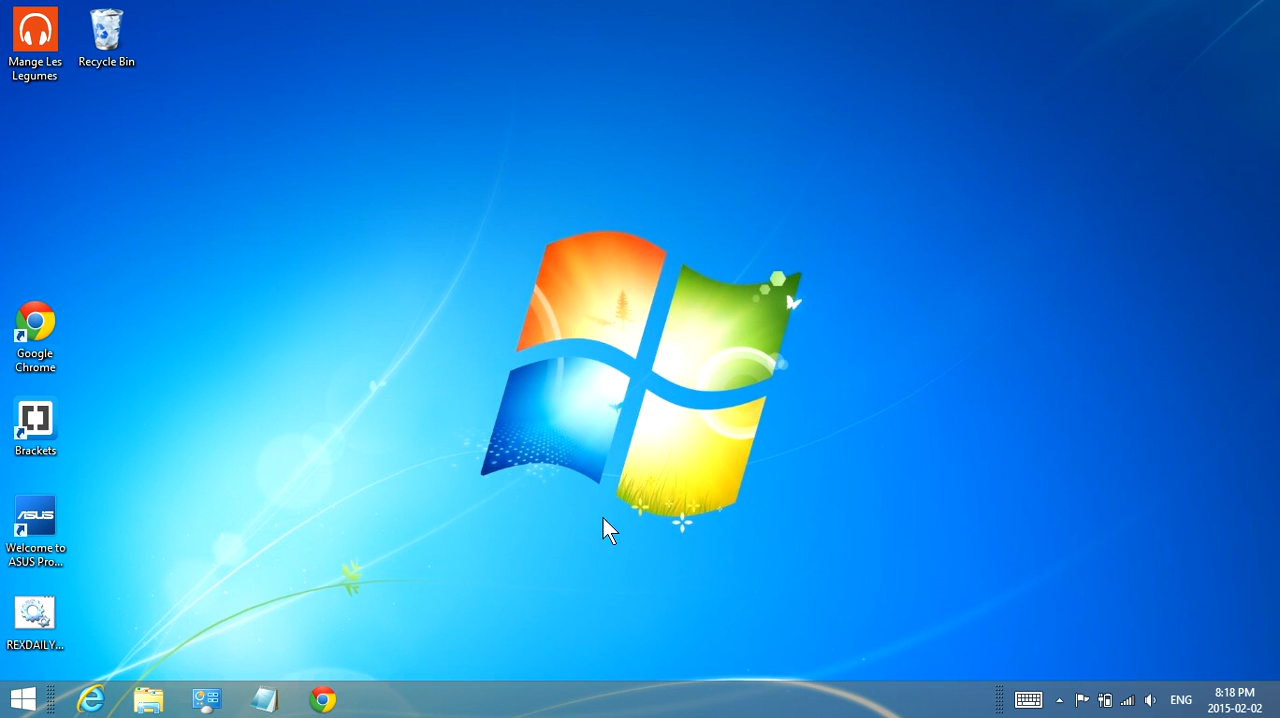 Mange Les
Legumes
Recycle Bin
Google
Chrome
Brackets
ASUS
Welcome to
ASUS Pro...
REXDAILY...
ENG
8:18 PM
2015-02-02